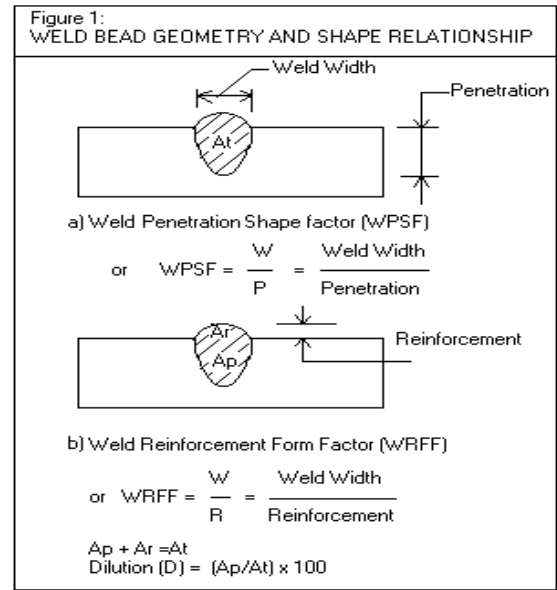 Figure 1:
WELD BEAD GEOMETRY AND SHAPE RELATIONSHIP
Weld Width
Penetration
At
a) Weld Penetration Shape factor (WPSF)
or WPSF = W / P = Weld Width / Penetration
Ar
Reinforcement
Ap
b) Weld Reinforcement Form Factor (WRFF)
or WRFF = W / R = Weld Width / Reinforcement
Ap + Ar =At
Dilution (D) = (Ap/At) x 100